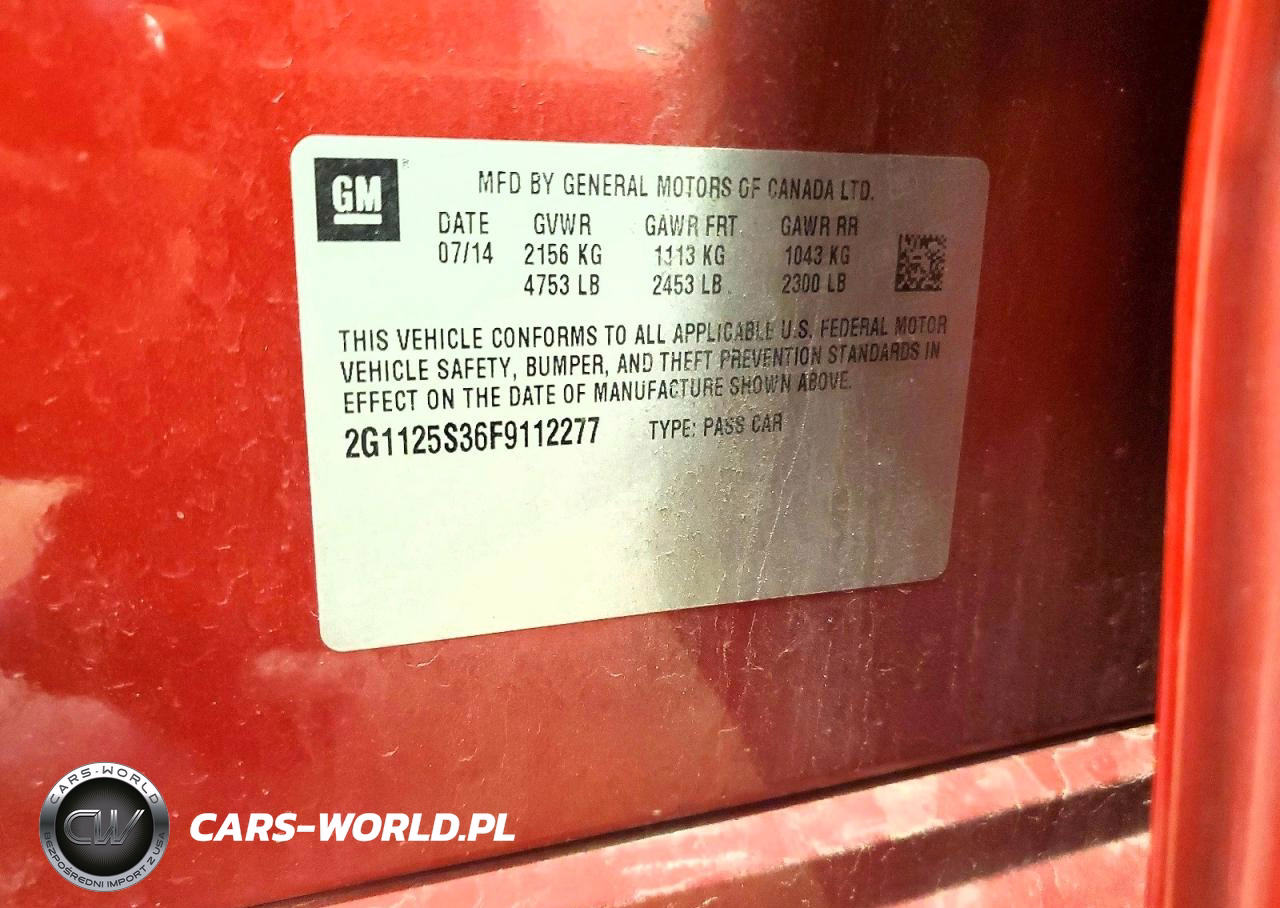 GM®
MFD BY GENERAL MOTORS OF CANADA LTD.
DATE GVWR GAWR FRT. GAWR RR
07/14 2156 KG 1113 KG 1043 KG
4753 LB 2453 LB 2300 LB
THIS VEHICLE CONFORMS TO ALL APPLICABLE U.S. FEDERAL MOTOR
VEHICLE SAFETY, BUMPER, AND THEFT PREVENTION STANDARDS IN
EFFECT ON THE DATE OF MANUFACTURE SHOWN ABOVE.
2G1125S36F9112277 TYPE: PASS CAR
CARS-WORLD
CW
BEZPOŚREDNI IMPORT Z USA
CARS-WORLD.PL